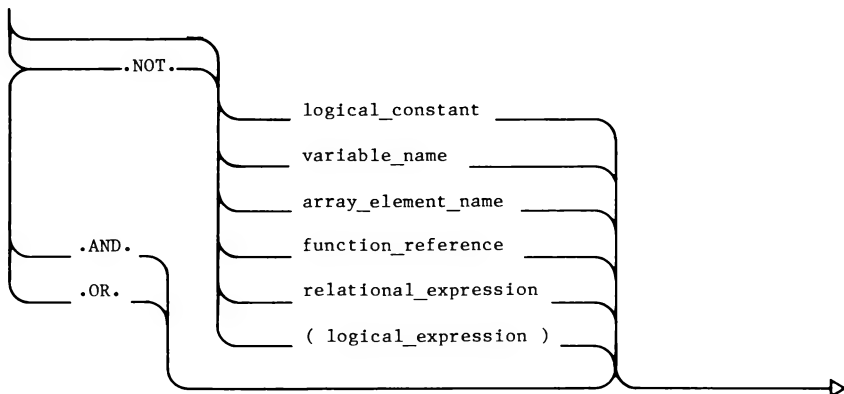 .NOT.
logical_constant
variable_name
array_element_name
.AND.
function_reference
.OR.
relational_expression
( logical_expression )